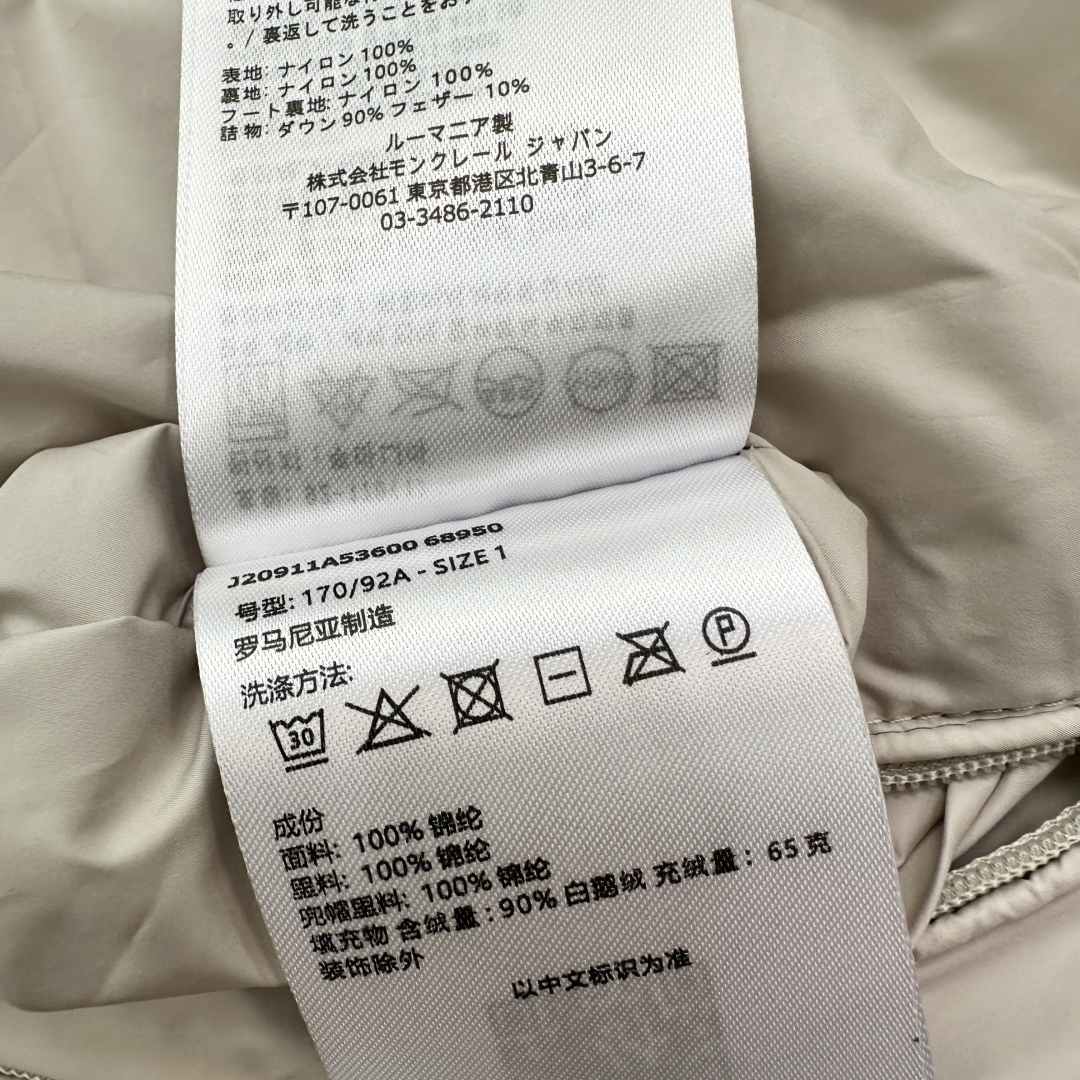 取り外し可能な
。/ 裏返して洗うことをお
表地: ナイロン 100%
裏地: ナイロン 100%
フード裏地: ナイロン 100%
詰物: ダウン 90% フェザー 10%
ルーマニア製
株式会社モンクレール ジャパン
〒107-0061 東京都港区北青山3-6-7
03-3486-2110
J20911A53600 68950
号型: 170/92A - SIZE 1
罗马尼亚制造
洗涤方法:
30
P
成份
面料: 100% 锦纶
里料: 100% 锦纶
兜帽里料: 100% 锦纶
填充物 含绒量 : 90% 白鹅绒 充绒量 : 65 克
装饰除外
以中文标识为准